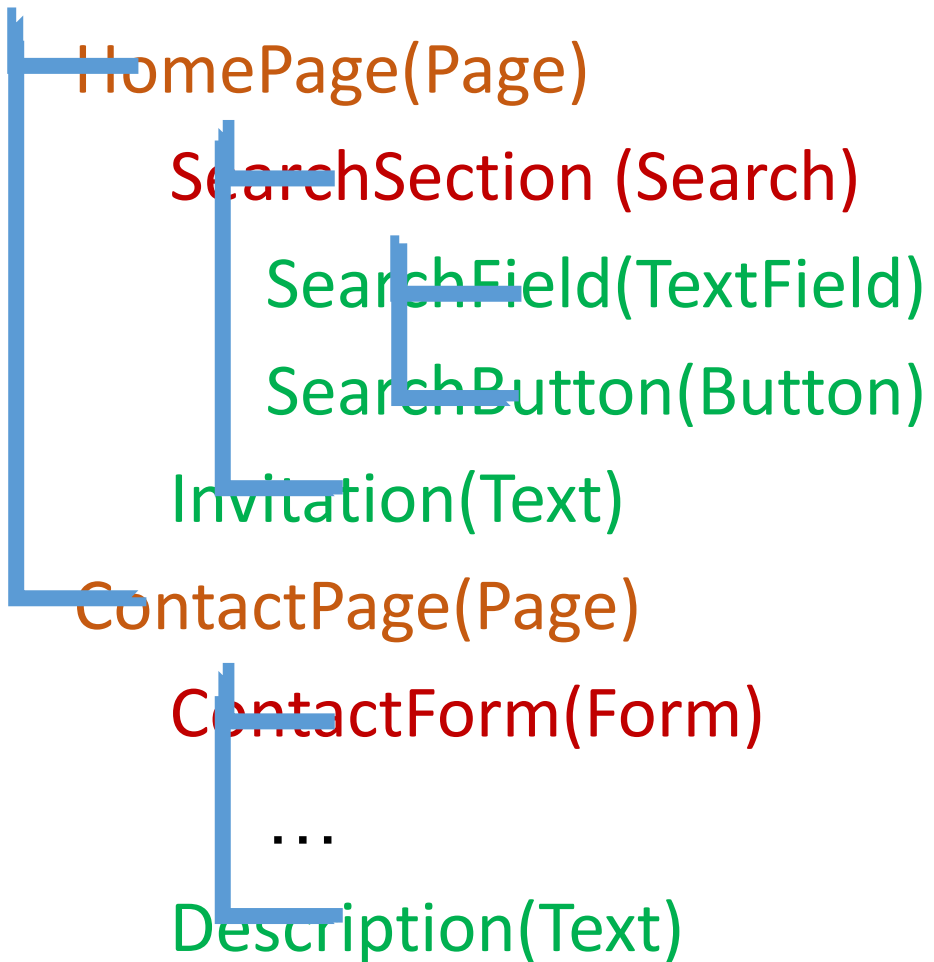 HomePage(Page)
SearchSection (Search)
SearchField(TextField)
SearchButton(Button)
Invitation(Text)
ContactPage(Page)
ContactForm(Form)
...
Description(Text)